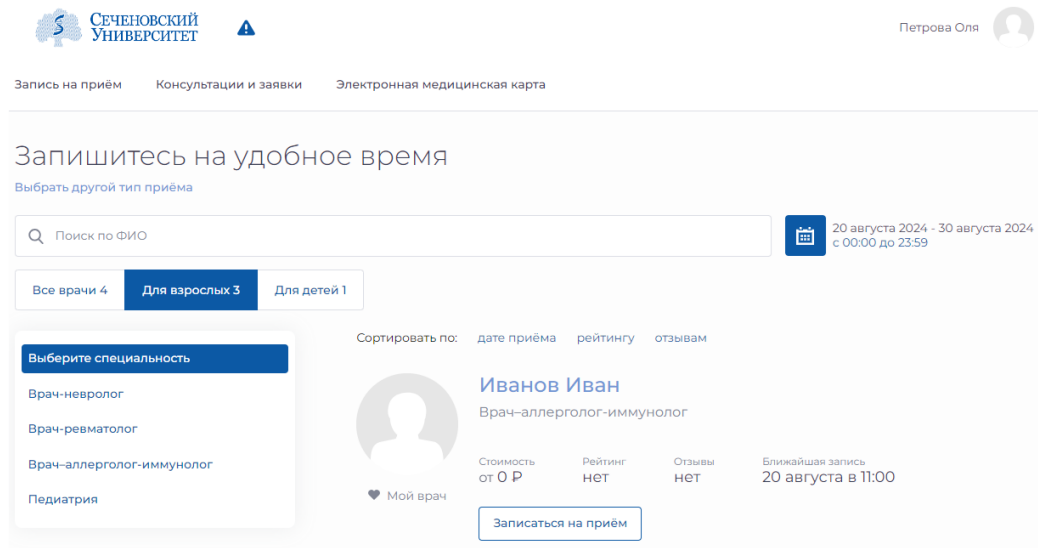 Сеченовский
Университет
Петрова Оля
Запись на приём Консультации и заявки Электронная медицинская карта
Запишитесь на удобное время
Выбрать другой тип приёма
Поиск по ФИО
20 августа 2024 - 30 августа 2024
с 00:00 до 23:59
Все врачи 4 Для взрослых 3 Для детей 1
Выберите специальность
Врач-невролог
Врач-ревматолог
Врач–аллерголог-иммунолог
Педиатрия
Сортировать по: дате приёма рейтингу отзывам
Иванов Иван
Врач–аллерголог-иммунолог
Стоимость Рейтинг Отзывы Ближайшая запись
от 0 ₽ нет нет 20 августа в 11:00
Мой врач
Записаться на приём